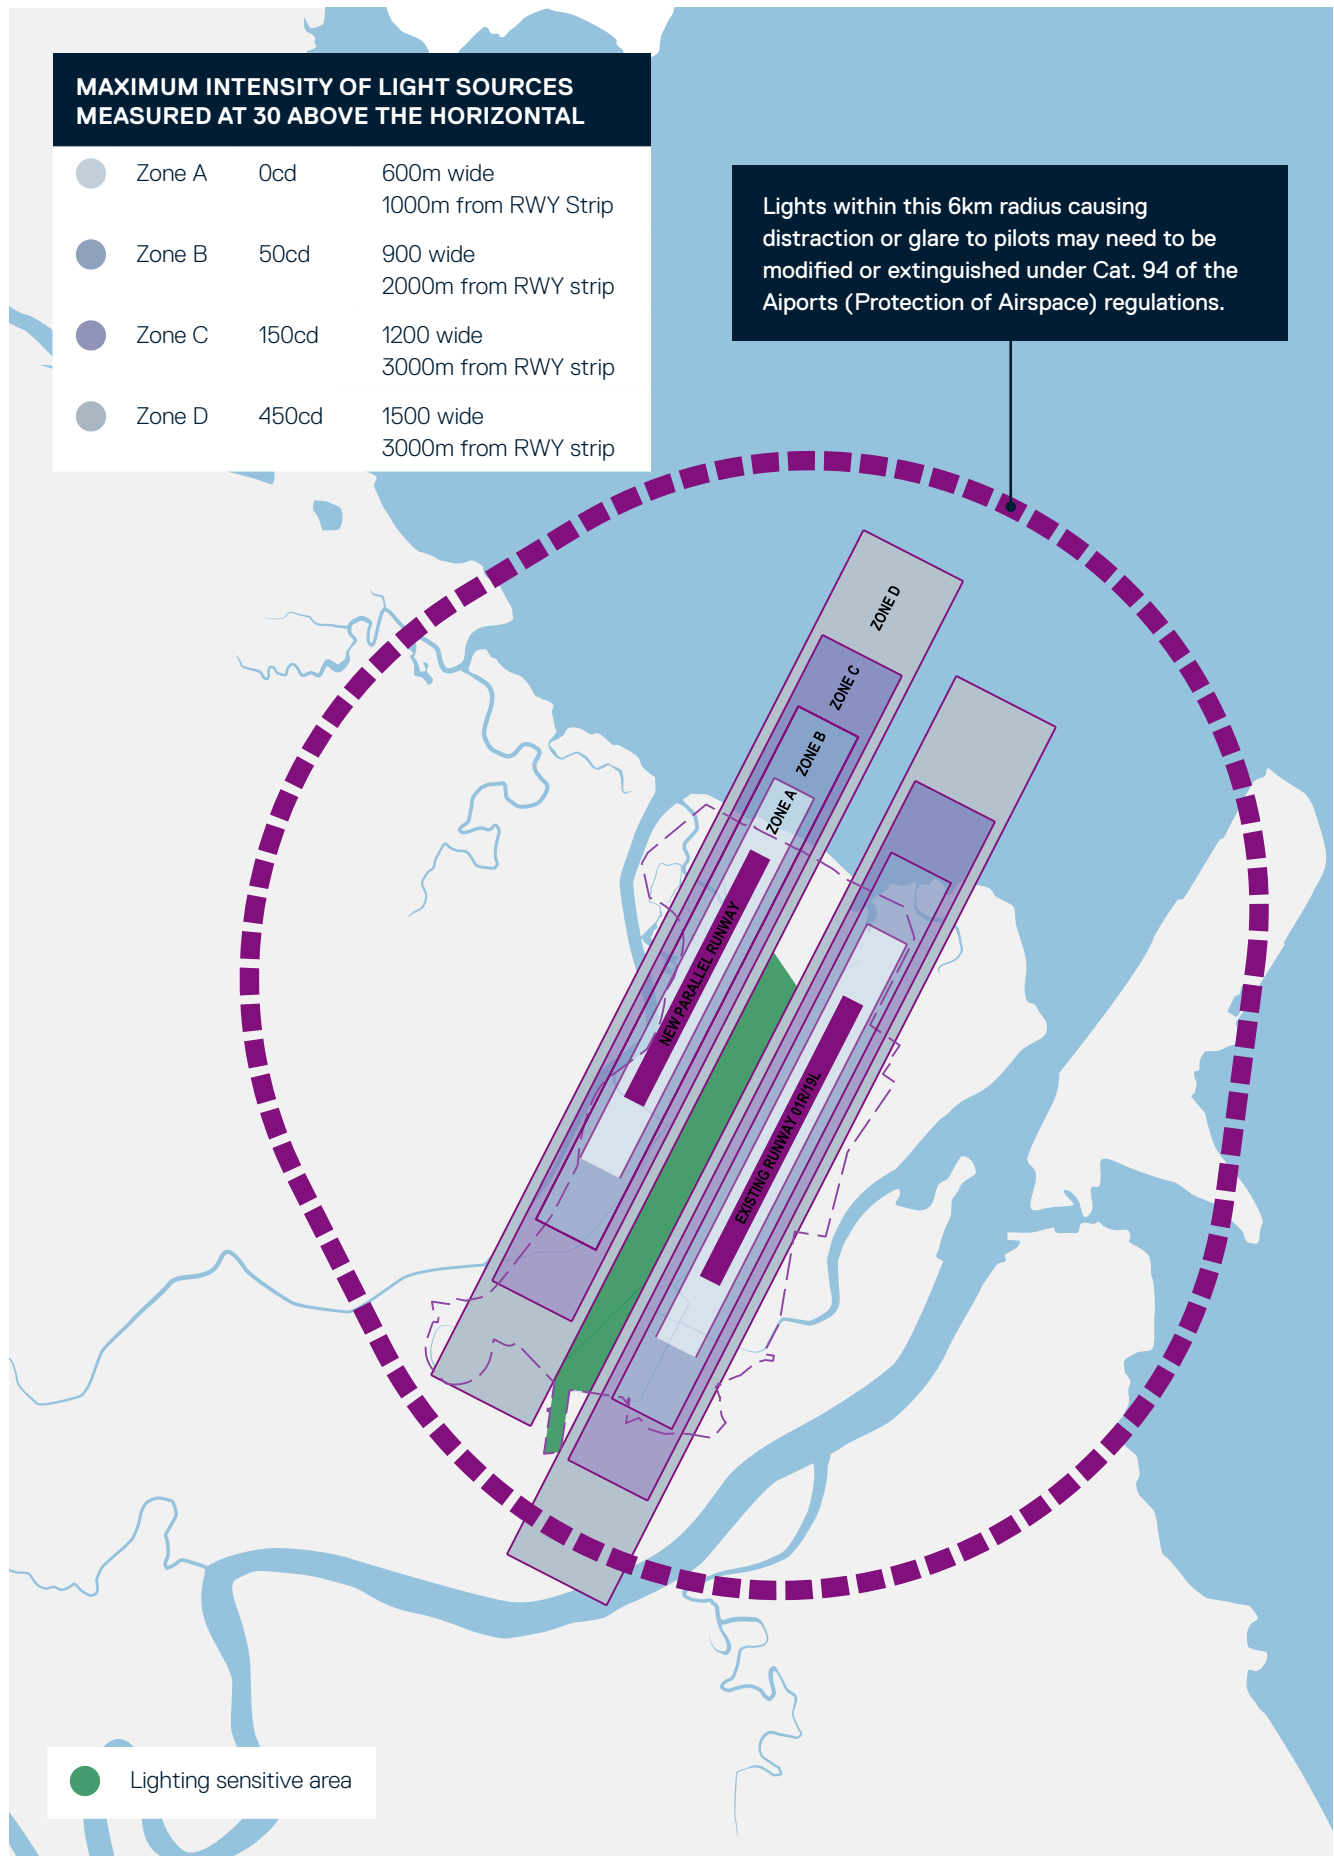 MAXIMUM INTENSITY OF LIGHT SOURCES
MEASURED AT 30 ABOVE THE HORIZONTAL
Zone A 0cd 600m wide
1000m from RWY Strip
Zone B 50cd 900 wide
2000m from RWY strip
Zone C 150cd 1200 wide
3000m from RWY strip
Zone D 450cd 1500 wide
3000m from RWY strip
Lights within this 6km radius causing
distraction or glare to pilots may need to be
modified or extinguished under Cat. 94 of the
Aiports (Protection of Airspace) regulations.
ZONE D
ZONE C
ZONE B
ZONE A
NEW PARALLEL RUNWAY
EXISTING RUNWAY 01R/19L
Lighting sensitive area